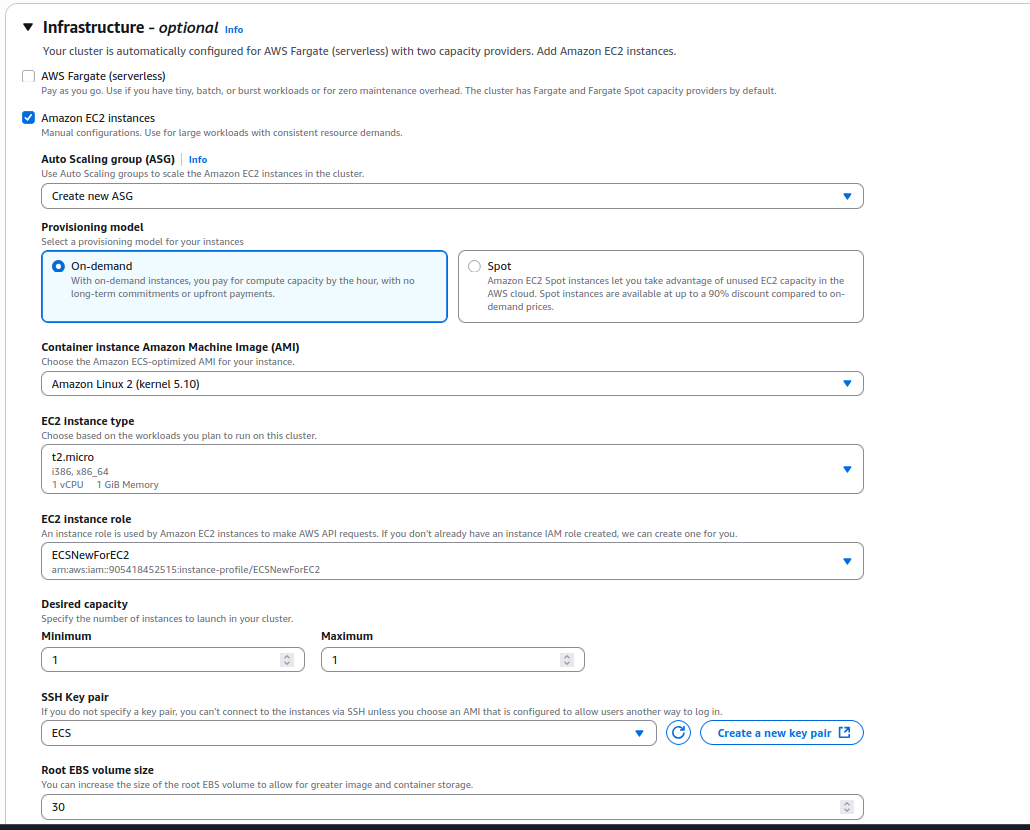 Infrastructure - optional Info
Your cluster is automatically configured for AWS Fargate (serverless) with two capacity providers. Add Amazon EC2 instances.
AWS Fargate (serverless)
Pay as you go. Use if you have tiny, batch, or burst workloads or for zero maintenance overhead. The cluster has Fargate and Fargate Spot capacity providers by default.
Amazon EC2 instances
Manual configurations. Use for large workloads with consistent resource demands.
Auto Scaling group (ASG) Info
Use Auto Scaling groups to scale the Amazon EC2 instances in the cluster.
Create new ASG
Provisioning model
Select a provisioning model for your instances
On-demand
With on-demand instances, you pay for compute capacity by the hour, with no
long-term commitments or upfront payments.
Spot
Amazon EC2 Spot instances let you take advantage of unused EC2 capacity in the
AWS cloud. Spot instances are available at up to a 90% discount compared to on-
demand prices.
Container instance Amazon Machine Image (AMI)
Choose the Amazon ECS-optimized AMI for your instance.
Amazon Linux 2 (kernel 5.10)
EC2 instance type
Choose based on the workloads you plan to run on this cluster.
t2.micro
i386, x86_64
1 vCPU 1 GiB Memory
EC2 instance role
An instance role is used by Amazon EC2 instances to make AWS API requests. If you don't already have an instance IAM role created, we can create one for you.
ECSNewForEC2
arn:aws:iam::905418452515:instance-profile/ECSNewForEC2
Desired capacity
Specify the number of instances to launch in your cluster.
Minimum Maximum
1 1
SSH Key pair
If you do not specify a key pair, you can't connect to the instances via SSH unless you choose an AMI that is configured to allow users another way to log in.
ECS Create a new key pair
Root EBS volume size
You can increase the size of the root EBS volume to allow for greater image and container storage.
30